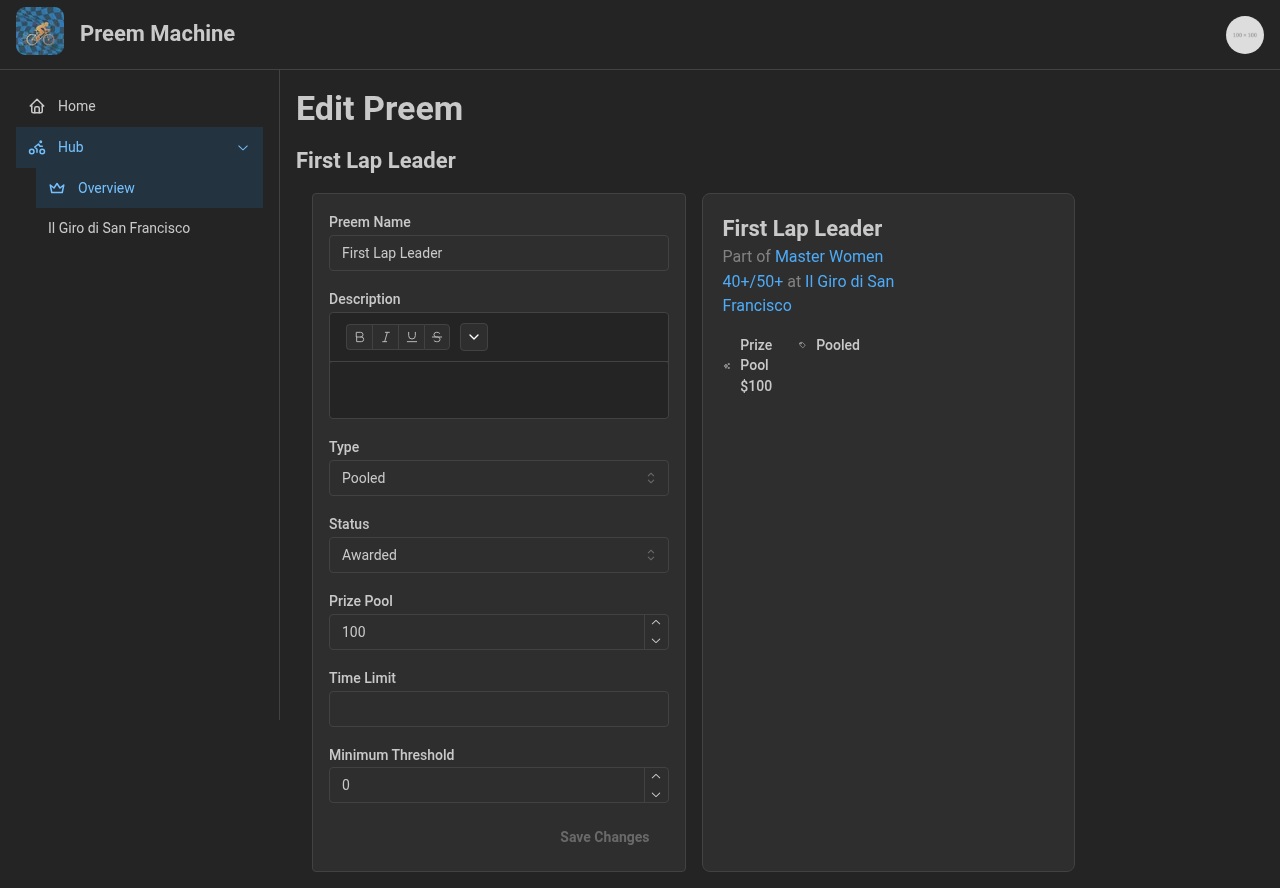 Preem Machine
100 × 100
Home
Hub
Overview
Il Giro di San Francisco
Edit Preem
First Lap Leader
Preem Name
First Lap Leader
Description
B I U S
Type
Pooled
Status
Awarded
Prize Pool
100
Time Limit
Minimum Threshold
0
Save Changes
First Lap Leader
Part of Master Women
40+/50+ at Il Giro di San
Francisco
Prize
Pool
$100
Pooled